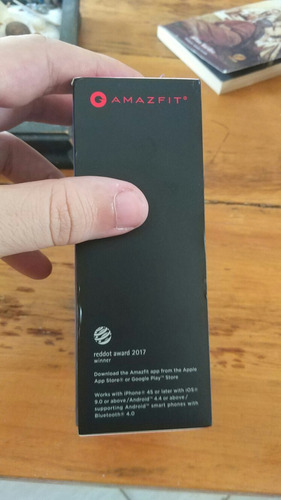 AMAZFIT®
reddot award 2017
winner
Download the Amazfit app from the Apple
App Store® or Google Play™ Store
Works with iPhone® 4S or later with iOS®
9.0 or above/Android™ 4.4 or above/
supporting Android™ smart phones with
Bluetooth® 4.0